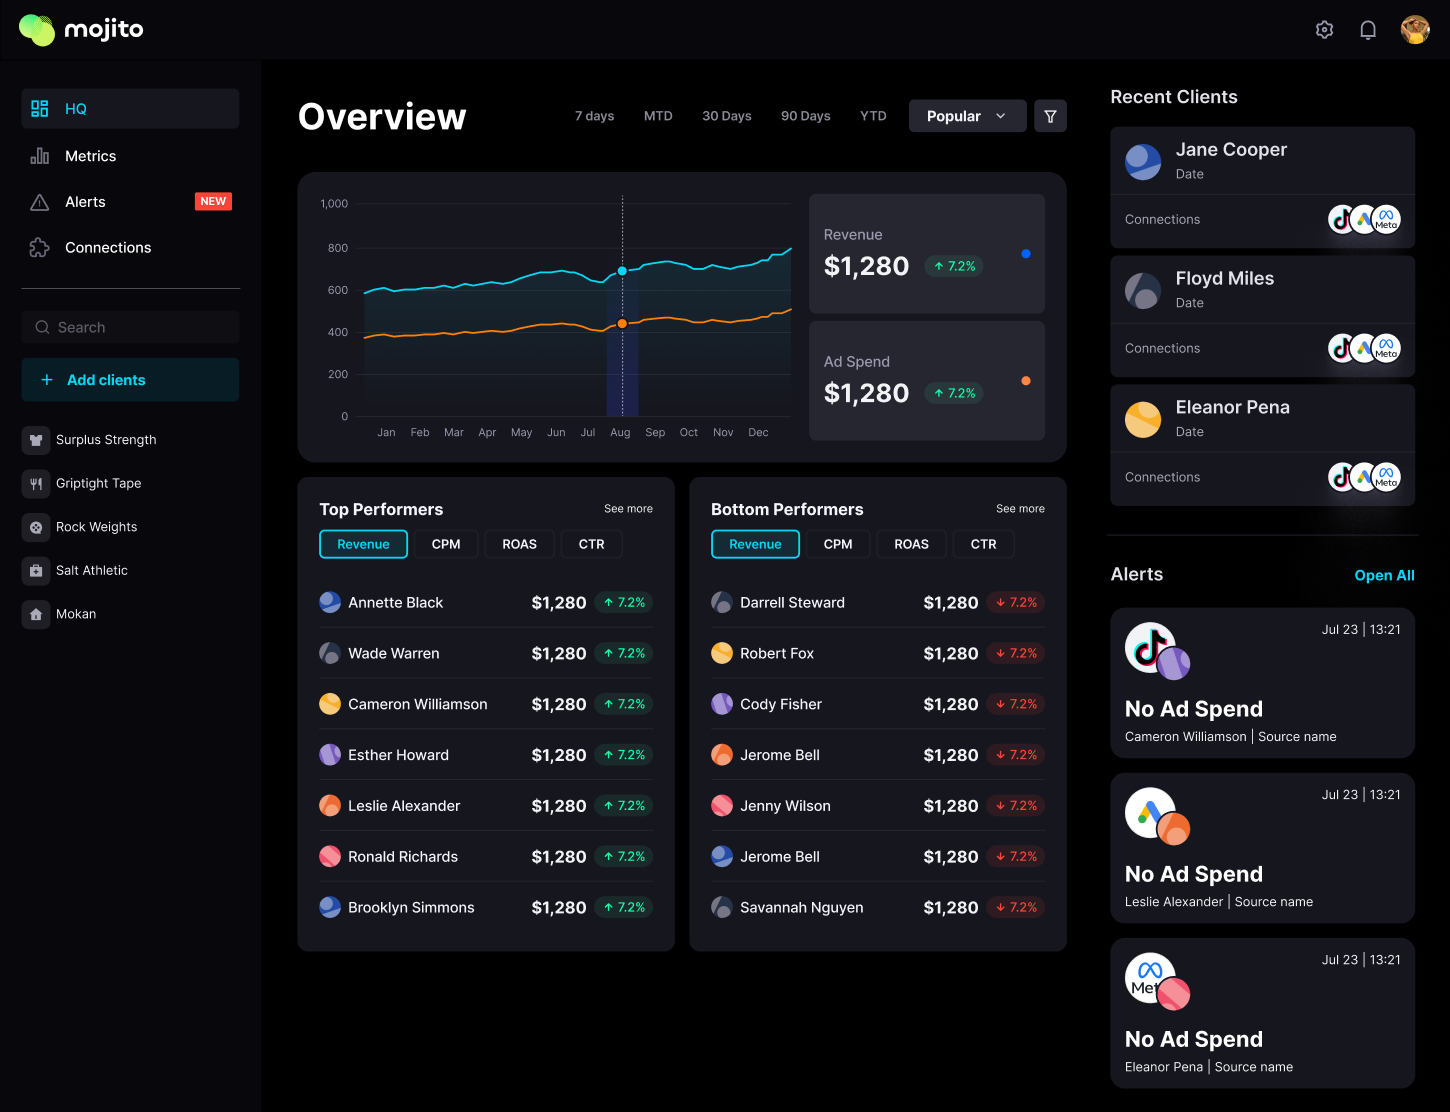 mojito
HQ
Metrics
Alerts
NEW
Connections
Search
+ Add clients
Surplus Strength
Griptight Tape
Rock Weights
Salt Athletic
Mokan
Overview
7 days MTD 30 Days 90 Days YTD Popular
1,000
800
600
400
200
0
Jan Feb Mar Apr May Jun Jul Aug Sep Oct Nov Dec
Revenue
$1,280 ↑ 7.2%
Ad Spend
$1,280 ↑ 7.2%
Top Performers See more
Revenue CPM ROAS CTR
Annette Black $1,280 ↑ 7.2%
Wade Warren $1,280 ↑ 7.2%
Cameron Williamson $1,280 ↑ 7.2%
Esther Howard $1,280 ↑ 7.2%
Leslie Alexander $1,280 ↑ 7.2%
Ronald Richards $1,280 ↑ 7.2%
Brooklyn Simmons $1,280 ↑ 7.2%
Bottom Performers See more
Revenue CPM ROAS CTR
Darrell Steward $1,280 ↓ 7.2%
Robert Fox $1,280 ↓ 7.2%
Cody Fisher $1,280 ↓ 7.2%
Jerome Bell $1,280 ↓ 7.2%
Jenny Wilson $1,280 ↓ 7.2%
Jerome Bell $1,280 ↓ 7.2%
Savannah Nguyen $1,280 ↓ 7.2%
Recent Clients
Jane Cooper
Date
Connections Meta
Floyd Miles
Date
Connections Meta
Eleanor Pena
Date
Connections Meta
Alerts Open All
Jul 23 | 13:21
No Ad Spend
Cameron Williamson | Source name
Jul 23 | 13:21
No Ad Spend
Leslie Alexander | Source name
Jul 23 | 13:21
Met
No Ad Spend
Eleanor Pena | Source name